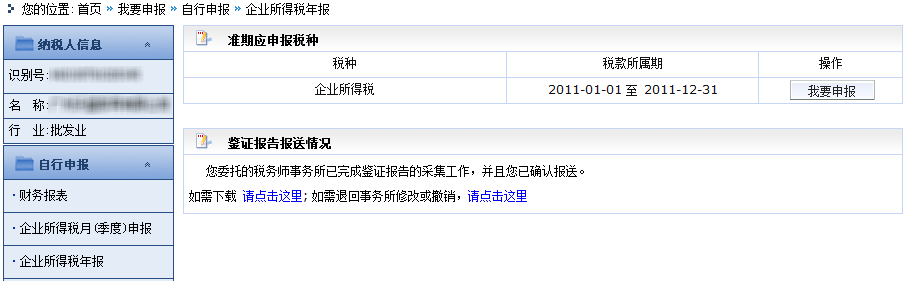 您的位置: 首页 » 我要申报 » 自行申报 » 企业所得税年报
纳税人信息
识别号:
名 称:
行 业: 批发业
自行申报
· 财务报表
· 企业所得税月(季度)申报
· 企业所得税年报
准期应申报税种
税种 税款所属期 操作
企业所得税 2011-01-01 至 2011-12-31 我要申报
鉴证报告报送情况
您委托的税务师事务所已完成鉴证报告的采集工作，并且您已确认报送。
如需下载 请点击这里; 如需退回事务所修改或撤销，请点击这里